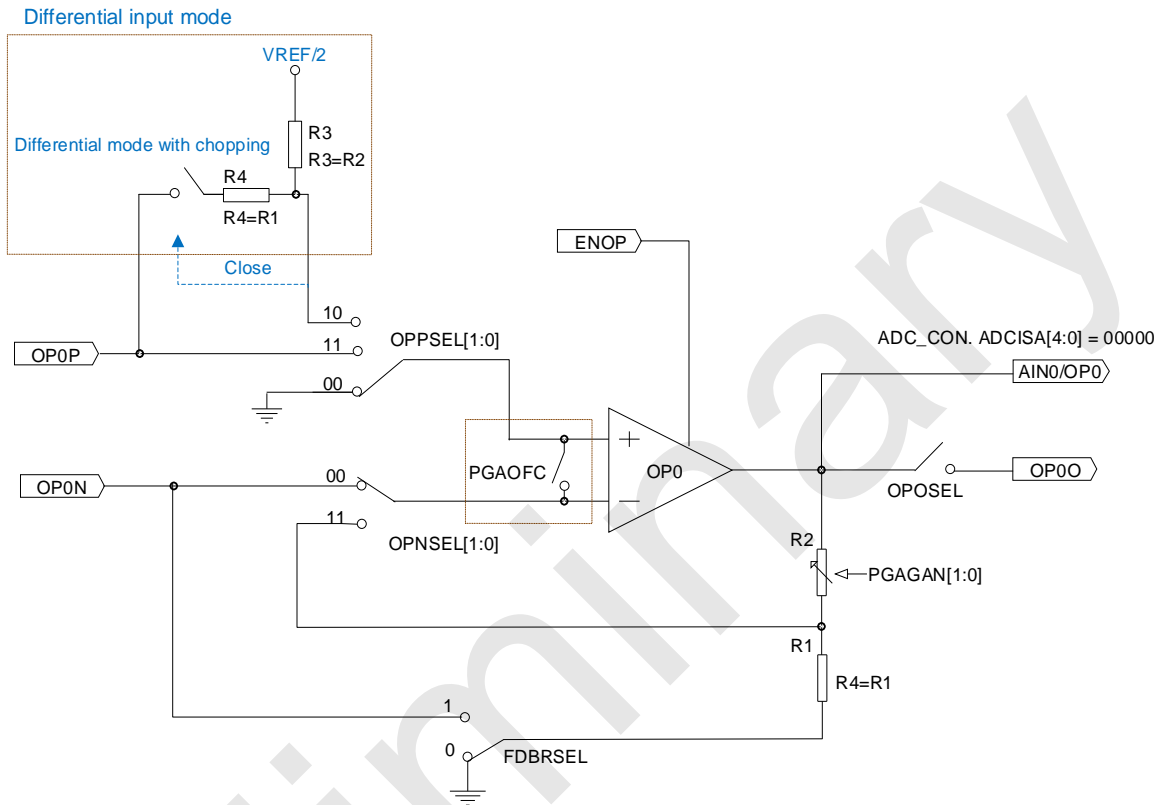 Differential input mode
VREF/2
R3
R3=R2
Differential mode with chopping
R4
R4=R1
Close
ENOP
10
11
OPPSEL[1:0]
OP0P
00
ADC_CON. ADCISA[4:0] = 00000
AIN0/OP0
PGAOFC
+
OP0
−
OP0N
00
OP0O
OPOSEL
11
OPNSEL[1:0]
R2
PGAGAN[1:0]
R1
R4=R1
1
0
FDBRSEL
liminary